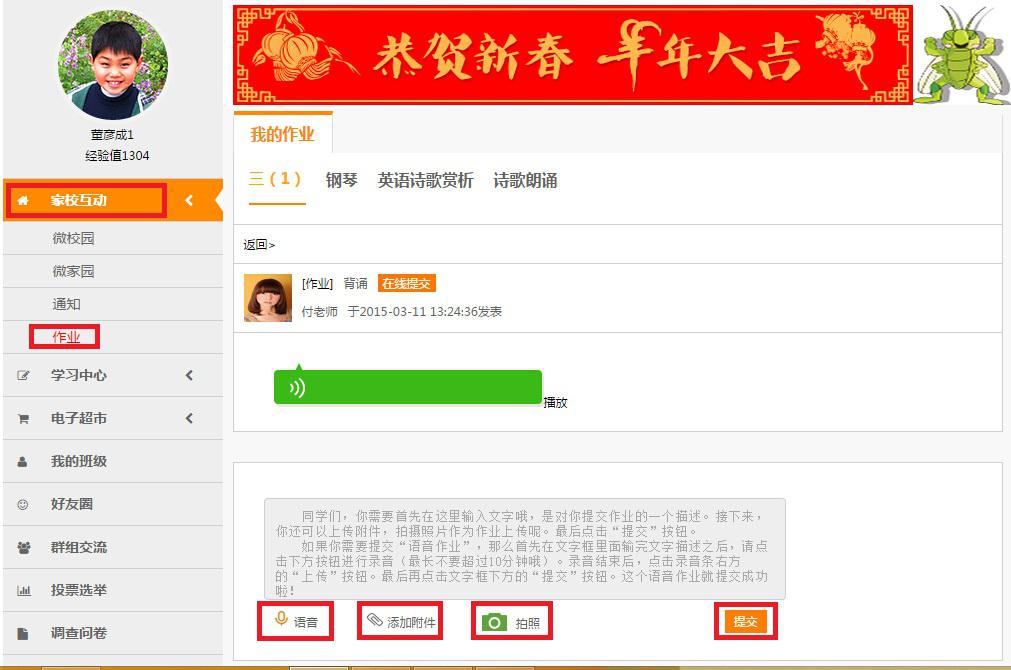 恭贺新春 羊年大吉
董彦成1
经验值1304
家校互动
微校园
微家园
通知
作业
学习中心
电子超市
我的班级
好友圈
群组交流
投票选举
调查问卷
我的作业
三（1） 钢琴 英语诗歌赏析 诗歌朗诵
返回>
[作业] 背诵 在线提交
付老师 于2015-03-11 13:24:36发表
播放
同学们，你需要首先在这里输入文字哦，是对你提交作业的一个描述。接下来，
你还可以上传附件，拍摄照片作为作业上传呢。最后点击“提交”按钮。
如果你需要提交“语音作业”，那么首先在文字框里面输完文字描述之后，请点
击下方按钮进行录音（最长不要超过10分钟哦）。录音结束后，点击录音条右方
的“上传”按钮。最后再点击文字框下方的“提交”按钮。这个语音作业就提交成功
啦！
语音 添加附件 拍照 提交